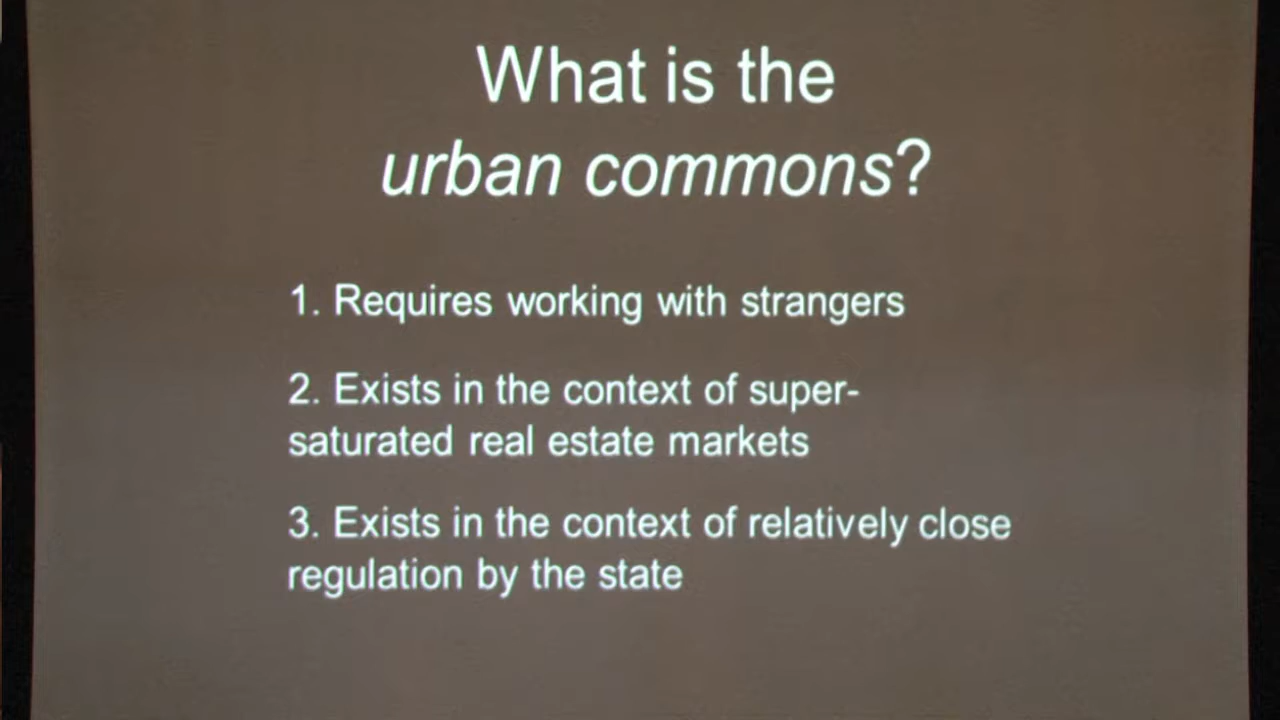 What is the
urban commons?
1. Requires working with strangers
2. Exists in the context of super-
saturated real estate markets
3. Exists in the context of relatively close
regulation by the state